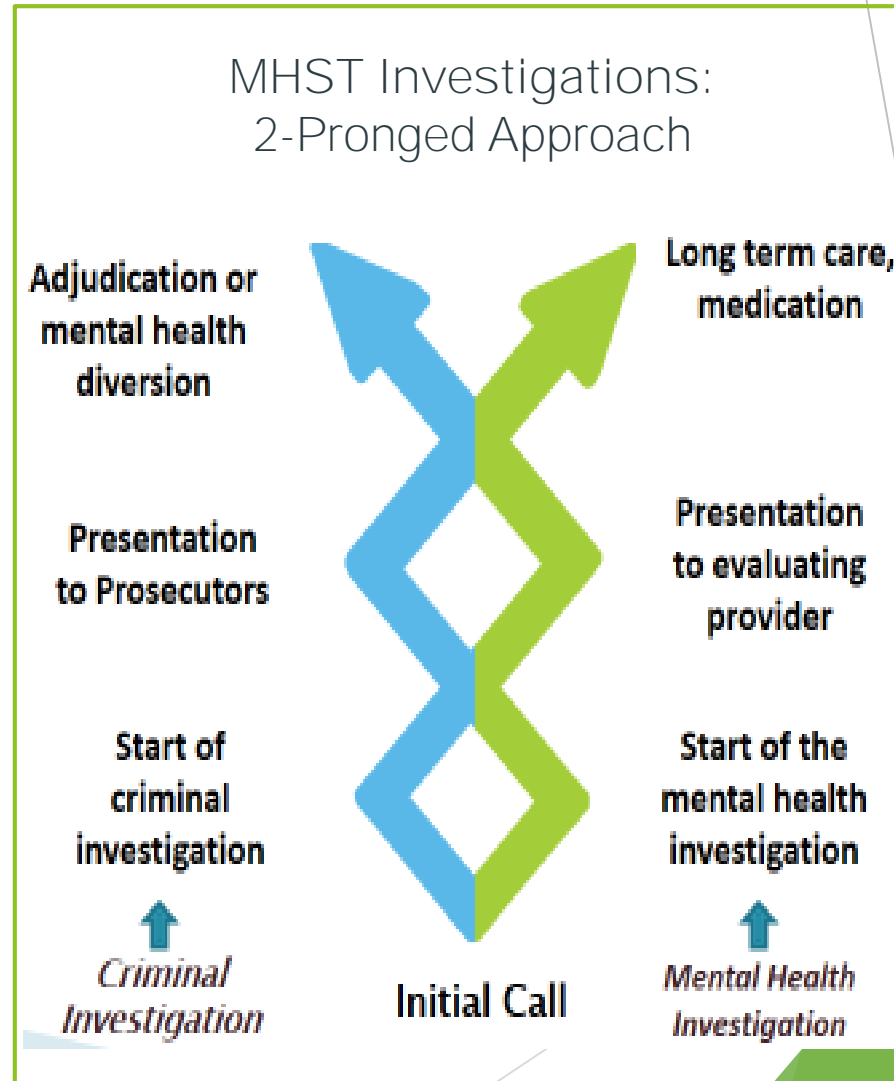 MHST Investigations:
2-Pronged Approach
Adjudication or
mental health
diversion
Long term care,
medication
Presentation
to Prosecutors
Presentation
to evaluating
provider
Start of
criminal
investigation
Start of the
mental health
investigation
Criminal
Investigation
Initial Call
Mental Health
Investigation